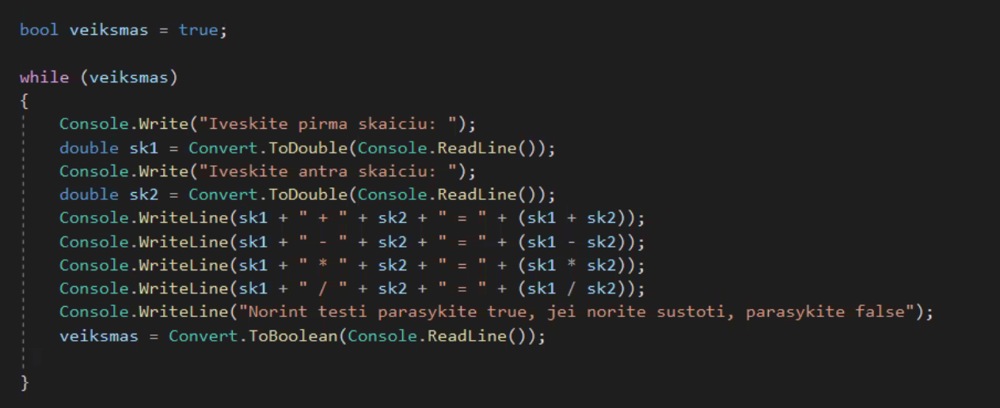 bool veiksmas = true;
while (veiksmas)
{
Console.Write("Iveskite pirma skaiciu: ");
double sk1 = Convert.ToDouble(Console.ReadLine());
Console.Write("Iveskite antra skaiciu: ");
double sk2 = Convert.ToDouble(Console.ReadLine());
Console.WriteLine(sk1 + " + " + sk2 + " = " + (sk1 + sk2));
Console.WriteLine(sk1 + " - " + sk2 + " = " + (sk1 - sk2));
Console.WriteLine(sk1 + " * " + sk2 + " = " + (sk1 * sk2));
Console.WriteLine(sk1 + " / " + sk2 + " = " + (sk1 / sk2));
Console.WriteLine("Norint testi parasykite true, jei norite sustoti, parasykite false");
veiksmas = Convert.ToBoolean(Console.ReadLine());
}